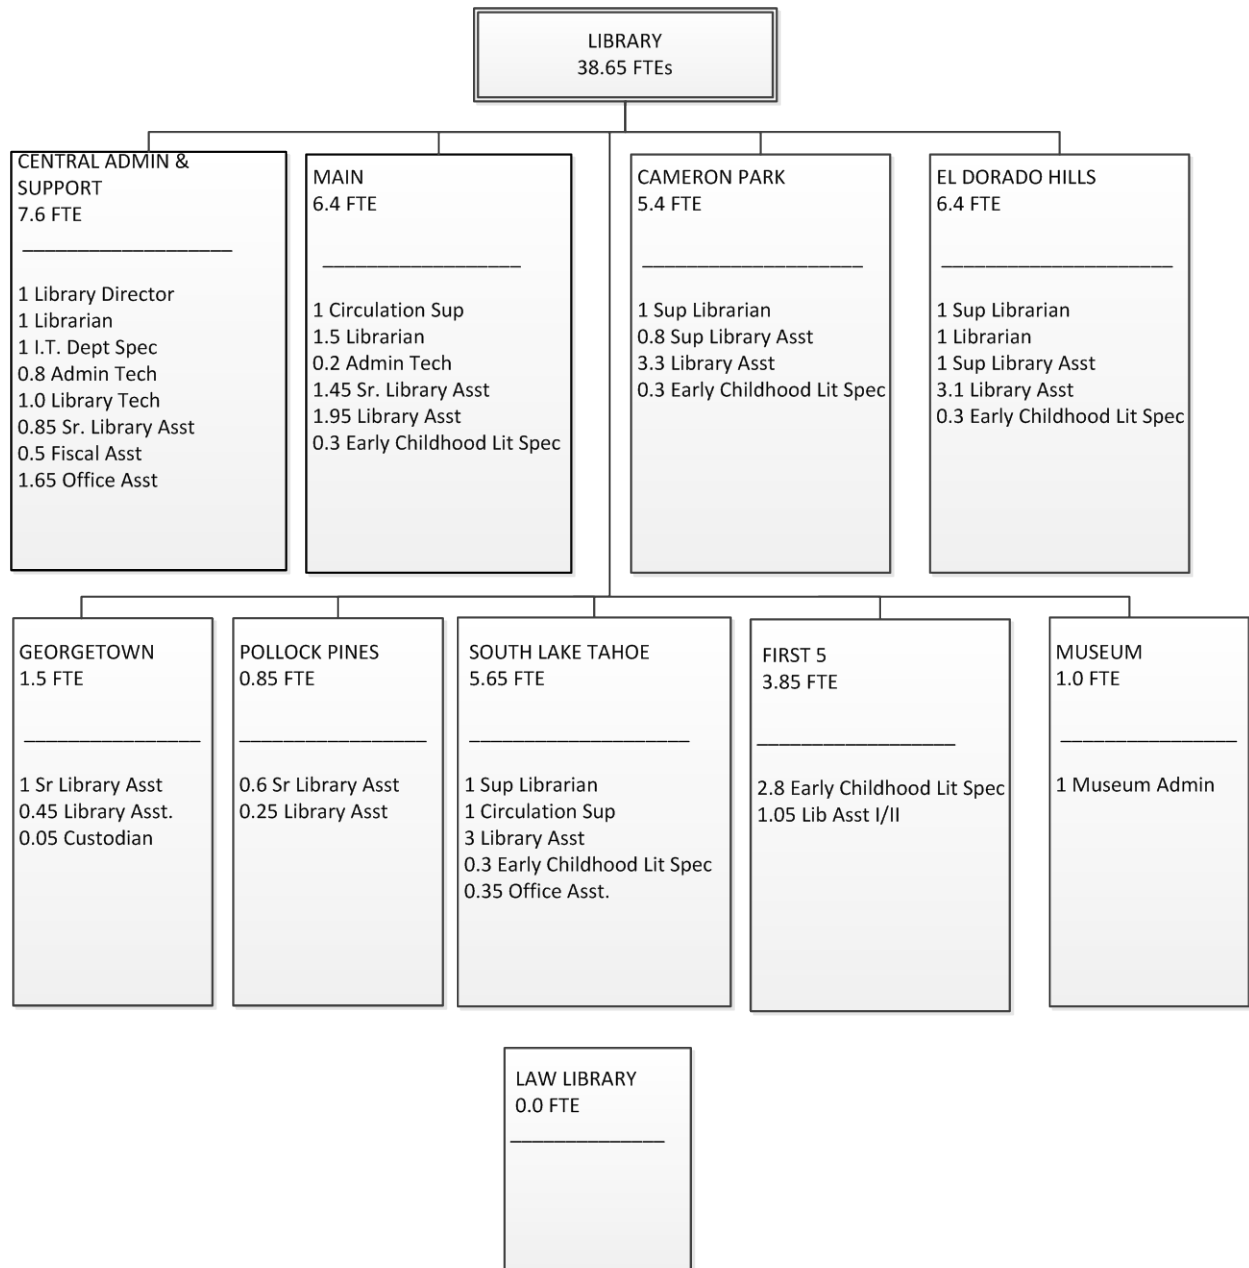 LIBRARY
38.65 FTEs
CENTRAL ADMIN &
SUPPORT
7.6 FTE
1 Library Director
1 Librarian
1 I.T. Dept Spec
0.8 Admin Tech
1.0 Library Tech
0.85 Sr. Library Asst
0.5 Fiscal Asst
1.65 Office Asst
MAIN
6.4 FTE
1 Circulation Sup
1.5 Librarian
0.2 Admin Tech
1.45 Sr. Library Asst
1.95 Library Asst
0.3 Early Childhood Lit Spec
CAMERON PARK
5.4 FTE
1 Sup Librarian
0.8 Sup Library Asst
3.3 Library Asst
0.3 Early Childhood Lit Spec
EL DORADO HILLS
6.4 FTE
1 Sup Librarian
1 Librarian
1 Sup Library Asst
3.1 Library Asst
0.3 Early Childhood Lit Spec
GEORGETOWN
1.5 FTE
1 Sr Library Asst
0.45 Library Asst.
0.05 Custodian
POLLOCK PINES
0.85 FTE
0.6 Sr Library Asst
0.25 Library Asst
SOUTH LAKE TAHOE
5.65 FTE
1 Sup Librarian
1 Circulation Sup
3 Library Asst
0.3 Early Childhood Lit Spec
0.35 Office Asst.
FIRST 5
3.85 FTE
2.8 Early Childhood Lit Spec
1.05 Lib Asst I/II
MUSEUM
1.0 FTE
1 Museum Admin
LAW LIBRARY
0.0 FTE